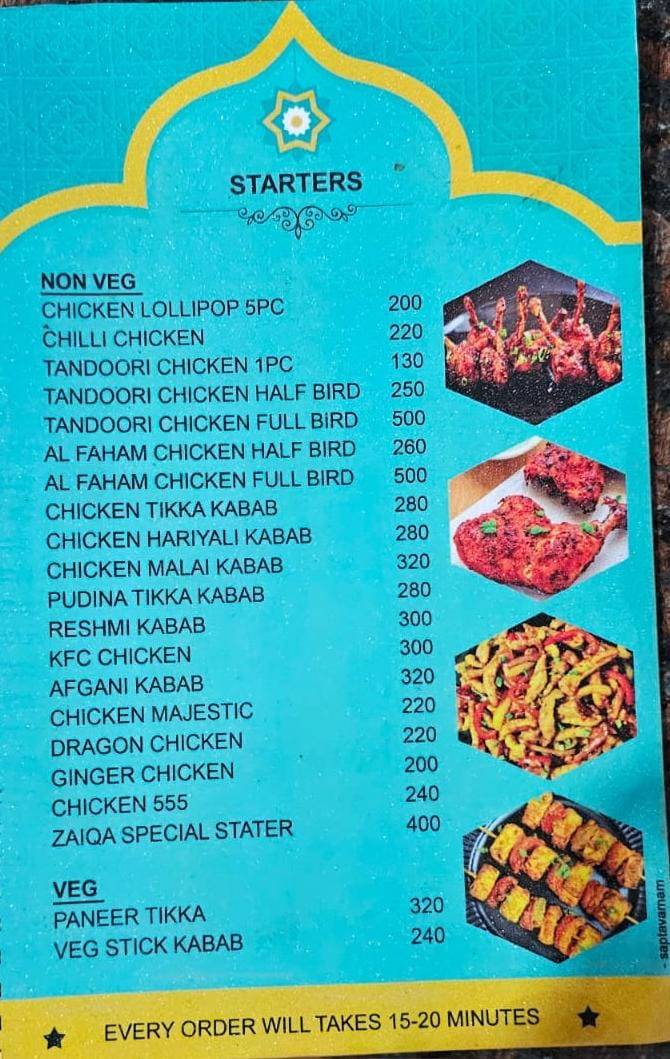 STARTERS
NON VEG
CHICKEN LOLLIPOP 5PC 200
CHILLI CHICKEN 220
TANDOORI CHICKEN 1PC 130
TANDOORI CHICKEN HALF BIRD 250
TANDOORI CHICKEN FULL BIRD 500
AL FAHAM CHICKEN HALF BIRD 260
AL FAHAM CHICKEN FULL BIRD 500
CHICKEN TIKKA KABAB 280
CHICKEN HARIYALI KABAB 280
CHICKEN MALAI KABAB 320
PUDINA TIKKA KABAB 280
RESHMI KABAB 300
KFC CHICKEN 300
AFGANI KABAB 320
CHICKEN MAJESTIC 220
DRAGON CHICKEN 220
GINGER CHICKEN 200
CHICKEN 555 240
ZAIQA SPECIAL STATER 400
VEG
PANEER TIKKA 320
VEG STICK KABAB 240
- saptavarnam
EVERY ORDER WILL TAKES 15-20 MINUTES